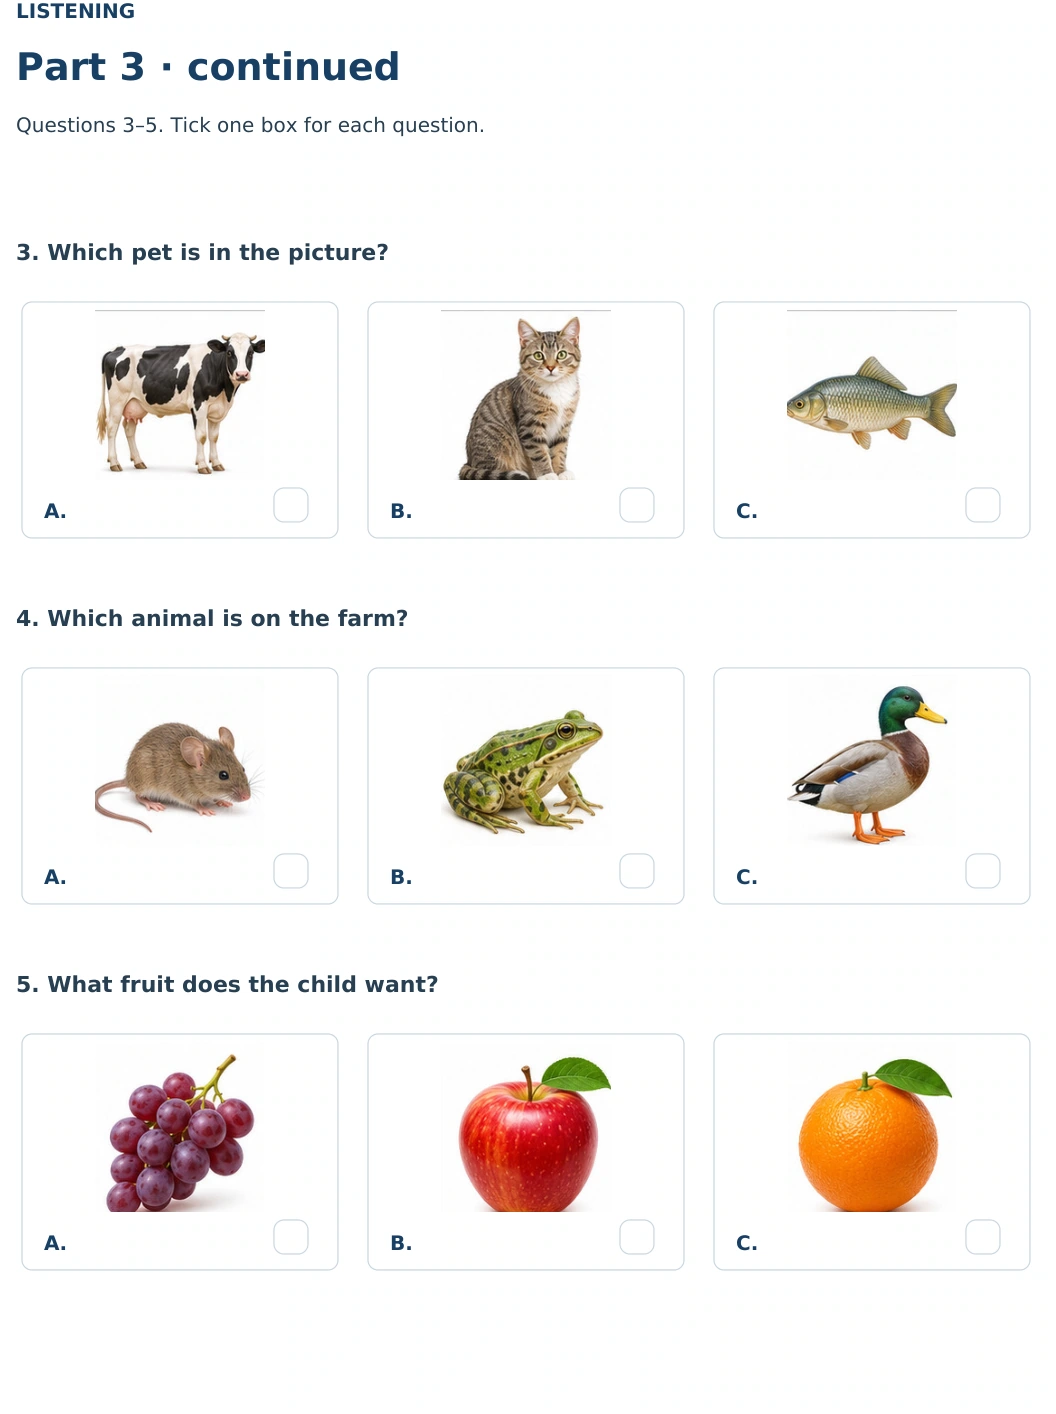 LISTENING
Part 3 · continued
Questions 3–5. Tick one box for each question.
3. Which pet is in the picture?
A.
B.
C.
4. Which animal is on the farm?
A.
B.
C.
5. What fruit does the child want?
A.
B.
C.